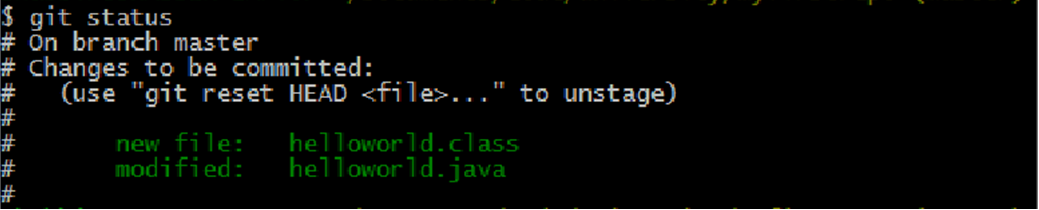 $ git status
# On branch master
# Changes to be committed:
#   (use "git reset HEAD <file>..." to unstage)
#
#       new file:   helloworld.class
#       modified:   helloworld.java
#